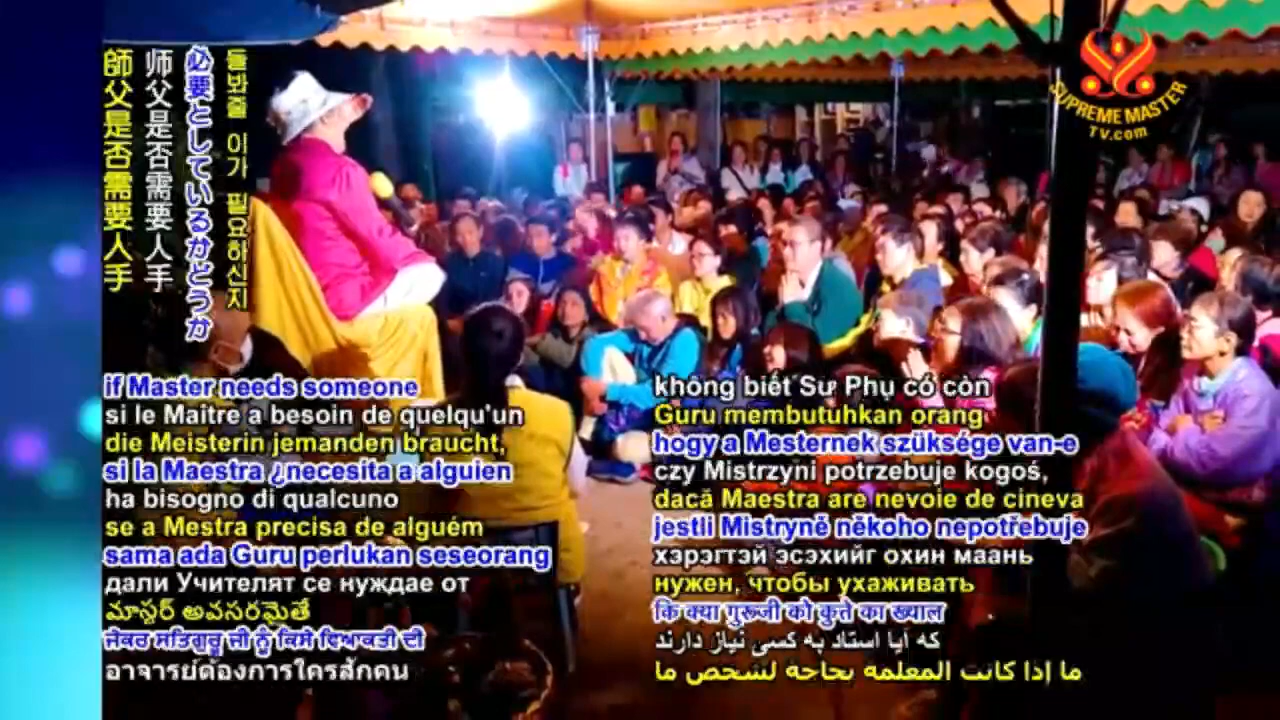 師父是否需要人手
师父是否需要人手
必要としているかどうか
돌봐줄 이가 필요하신지
SUPREME MASTER
TV.com
if Master needs someone
si le Maître a besoin de quelqu'un
die Meisterin jemanden braucht,
si la Maestra ¿necesita a alguien
ha bisogno di qualcuno
se a Mestra precisa de alguém
sama ada Guru perlukan seseorang
дали Учителят се нуждае от
మాస్టర్ అవసరమైతే
ਜੇਕਰ ਸਤਿਗੁਰੂ ਜੀ ਨੂੰ ਕਿਸੇ ਵਿਅਕਤੀ ਦੀ
อาจารย์ต้องการใครสักคน
không biết Sư Phụ có còn
Guru membutuhkan orang
hogy a Mesternek szüksége van-e
czy Mistrzyni potrzebuje kogoś,
dacă Maestra are nevoie de cineva
jestli Mistryně někoho nepotřebuje
хэрэгтэй эсэхийг охин маань
нужен, чтобы ухаживать
कि क्या गुरूजी को कुत्ते का ख्याल
که آیا استاد به کسی نیاز دارند
ما إذا كانت المعلمة بحاجة لشخص ما